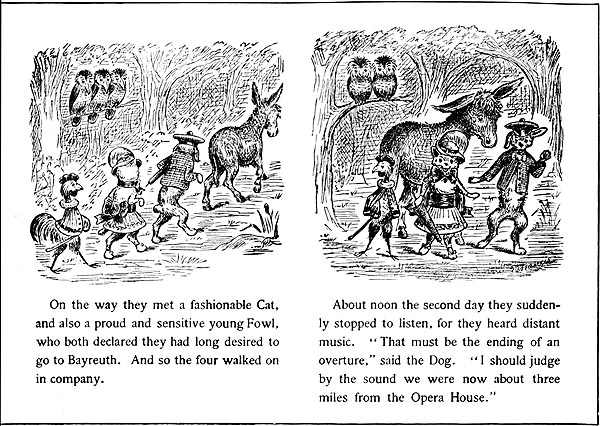 On the way they met a fashionable Cat,
and also a proud and sensitive young Fowl,
who both declared they had long desired to
go to Bayreuth. And so the four walked on
in company.
About noon the second day they sudden-
ly stopped to listen, for they heard distant
music. “That must be the ending of an
overture,” said the Dog. “I should judge
by the sound we were now about three
miles from the Opera House.”